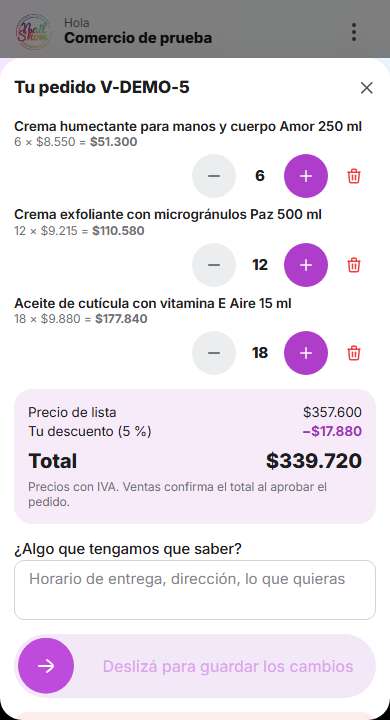 Nail Show
Hola
Comercio de prueba
Tu pedido V-DEMO-5
Crema humectante para manos y cuerpo Amor 250 ml
6 × $8.550 = $51.300
6
Crema exfoliante con microgránulos Paz 500 ml
12 × $9.215 = $110.580
12
Aceite de cutícula con vitamina E Aire 15 ml
18 × $9.880 = $177.840
18
Precio de lista $357.600
Tu descuento (5 %) −$17.880
Total $339.720
Precios con IVA. Ventas confirma el total al aprobar el
pedido.
¿Algo que tengamos que saber?
Horario de entrega, dirección, lo que quieras
Deslizá para guardar los cambios